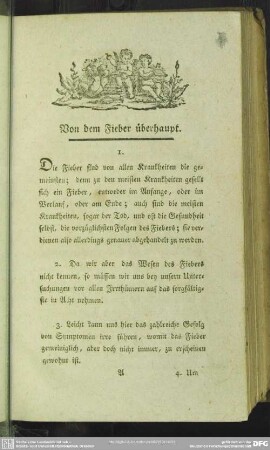 Von dem Fieber überhaupt.
1.
Die Fieber sind von allen Krankheiten die ge-
meinsten; denn zu den meisten Krankheiten gesellt
sich ein Fieber, entweder im Anfange, oder im
Verlauf, oder am Ende; auch sind die meisten
Krankheiten, sogar der Tod, und oft die Gesundheit
selbst, die vorzüglichsten Folgen des Fiebers; sie ver-
dienen also allerdings genauer abgehandelt zu werden.
2. Da wir aber das Wesen des Fiebers
nicht kennen, so müssen wir uns bey unsern Unter-
suchungen vor allen Irrthümern auf das sorgfältig-
ste in Acht nehmen.
3. Leicht kann uns hier das zahlreiche Gefolg
von Symptomen irre führen, womit das Fieber
gemeiniglich, aber doch nicht immer, zu erscheinen
gewohnt ist.
A
4. Um